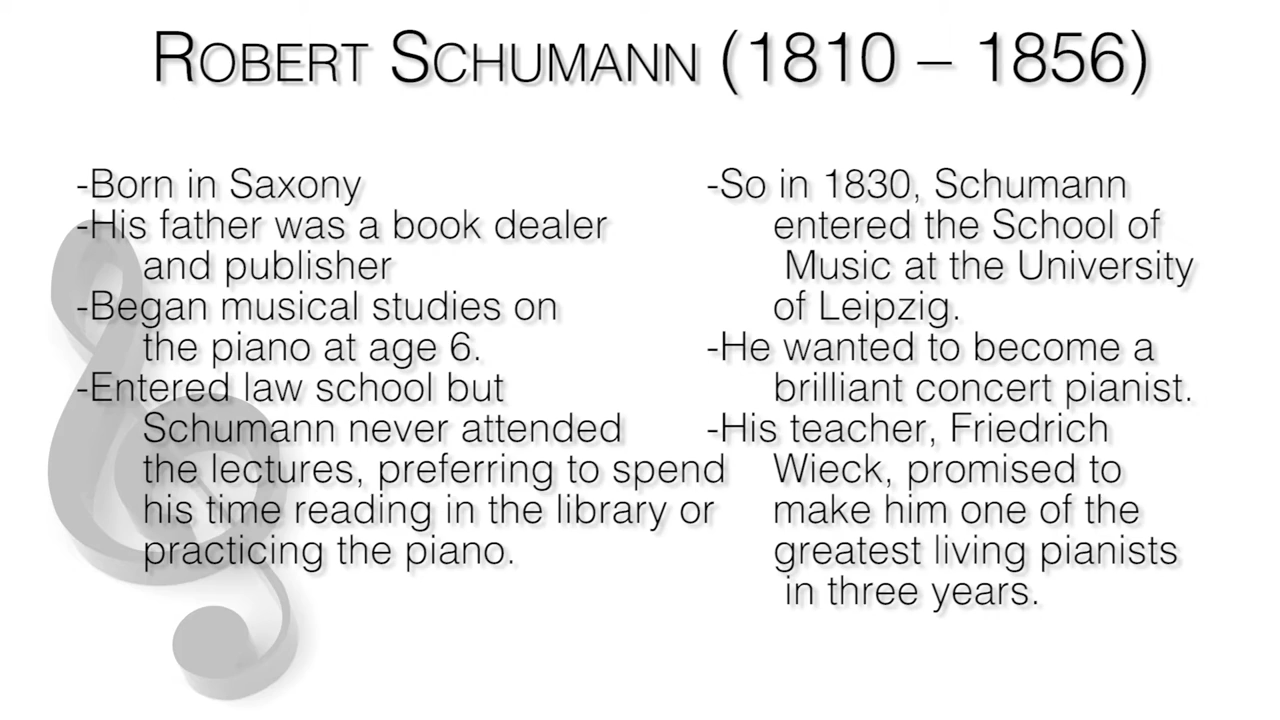 ROBERT SCHUMANN (1810 – 1856)
-Born in Saxony
-His father was a book dealer
and publisher
-Began musical studies on
the piano at age 6.
-Entered law school but
Schumann never attended
the lectures, preferring to spend
his time reading in the library or
practicing the piano.
-So in 1830, Schumann
entered the School of
Music at the University
of Leipzig.
-He wanted to become a
brilliant concert pianist.
-His teacher, Friedrich
Wieck, promised to
make him one of the
greatest living pianists
in three years.